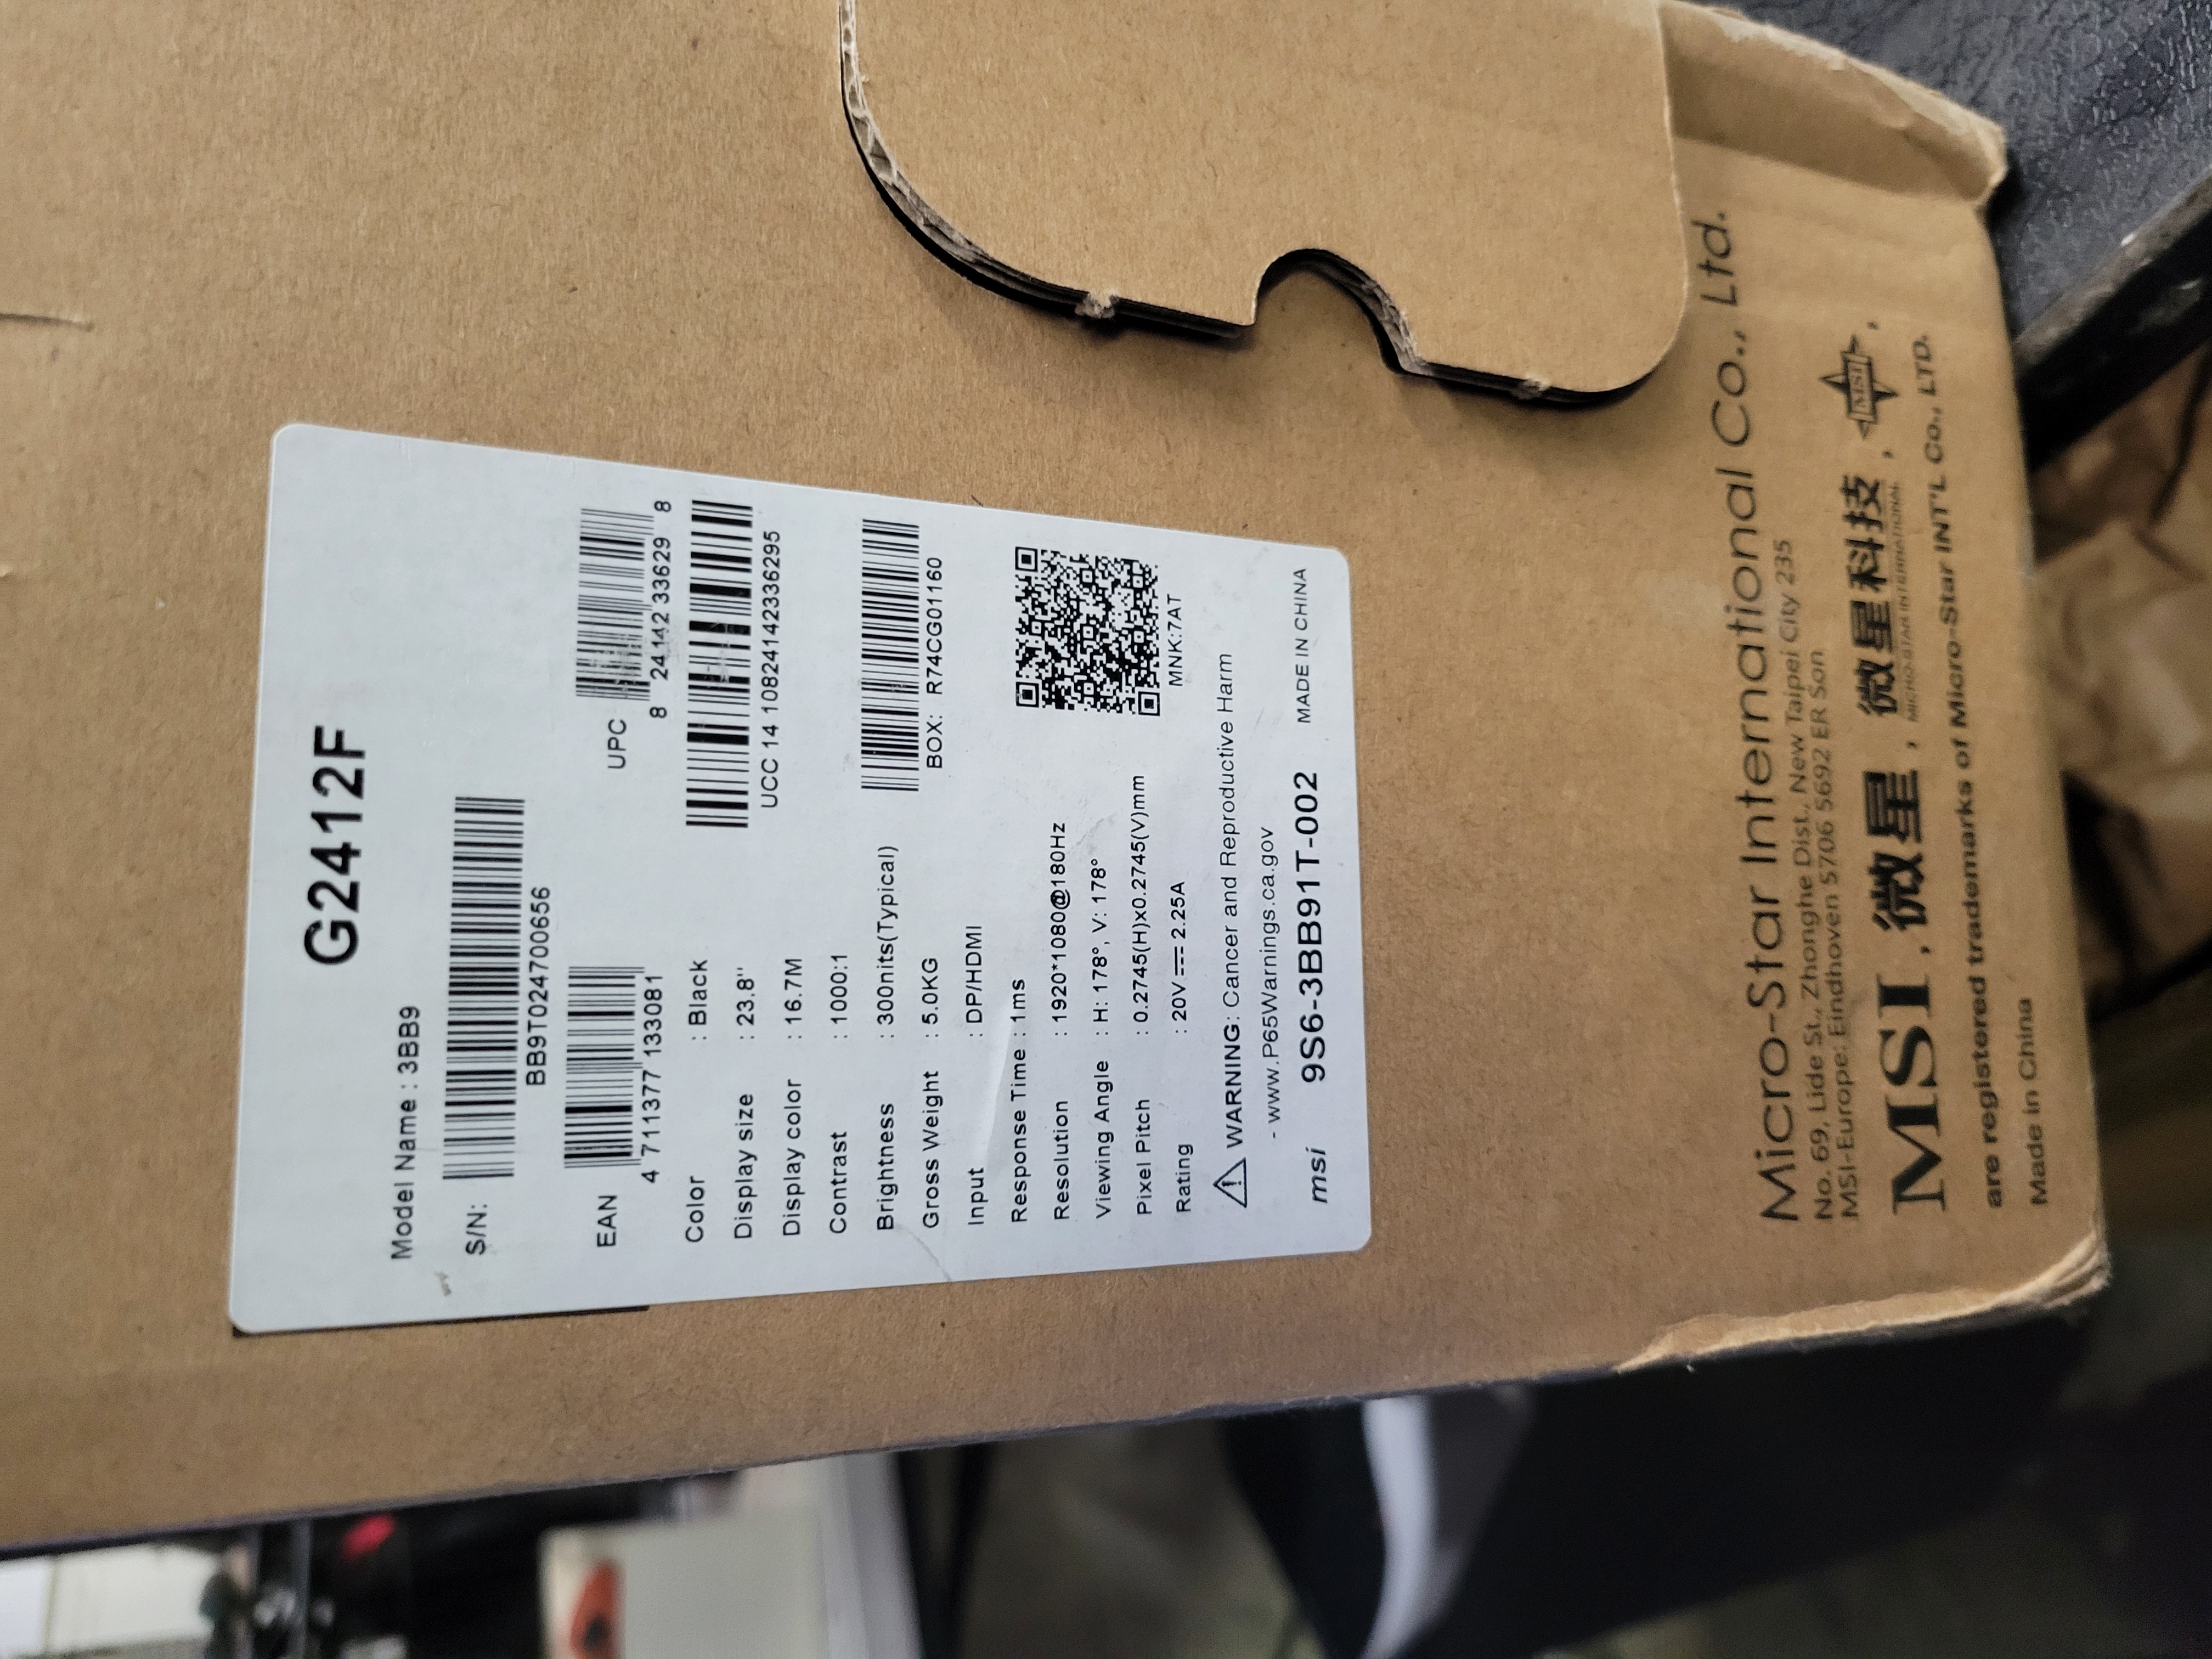 G2412F
Model Name : 3BB9
S/N:
BB9T024700656
EAN
4 711377 133081
UPC
8 24142 33629 8
UCC 14 10824142336295
BOX: R74CG01160
Color : Black
Display size : 23.8"
Display color : 16.7M
Contrast : 1000:1
Brightness : 300nits(Typical)
Gross Weight : 5.0KG
Input : DP/HDMI
Response Time : 1ms
Resolution : 1920*1080@180Hz
Viewing Angle : H: 178°, V: 178°
Pixel Pitch : 0.2745(H)x0.2745(V)mm
Rating : 20V⎓ 2.25A
MNK:7AT
WARNING: Cancer and Reproductive Harm
- www.P65Warnings.ca.gov
msi 9S6-3BB91T-002 MADE IN CHINA
Micro-Star International Co., Ltd.
No. 69, Lide St., Zhonghe Dist., New Taipei City 235
MSI-Europe: Eindhoven 5706 5692 ER Son
MSI , 微星 , 微星科技 , MSI ,
MICRO-STAR INTERNATIONAL
are registered trademarks of Micro-Star INT'L Co., LTD.
Made in China